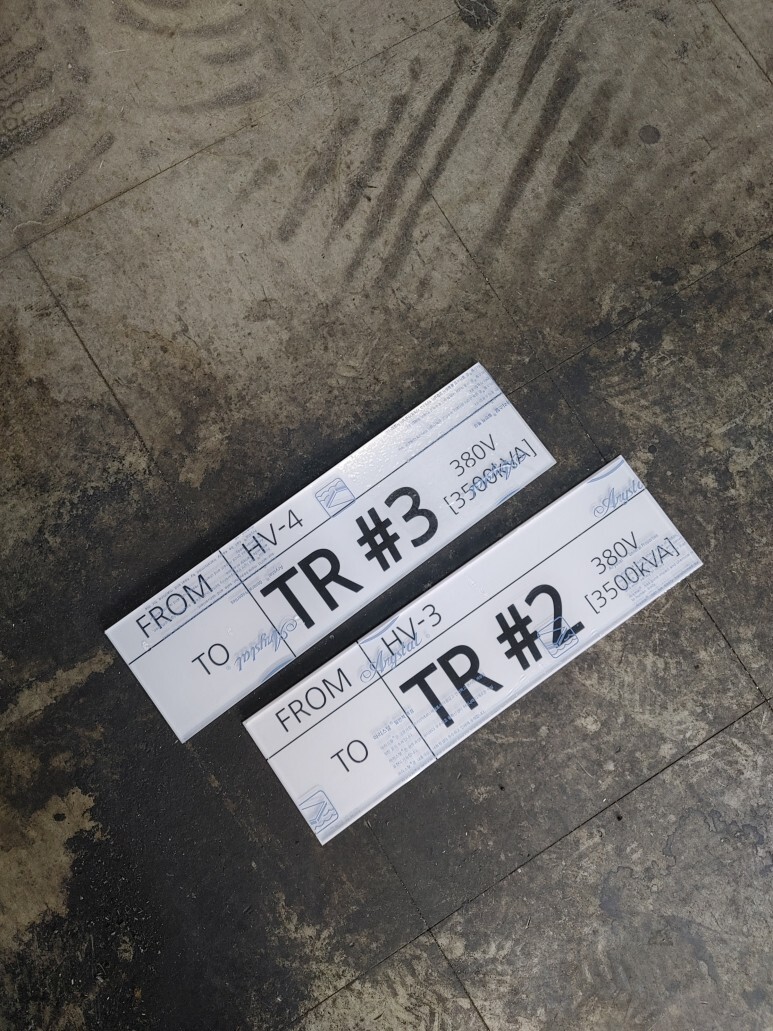 FROM HV-4
TO TR #3 380V
[3500kVA]
FROM HV-3
TO TR #2 380V
[3500kVA]